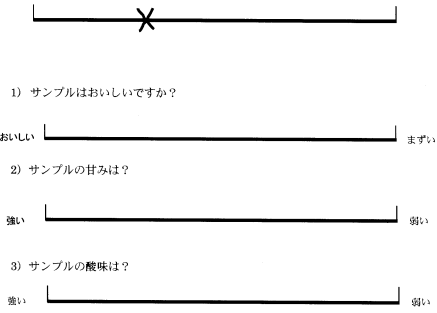 1) サンプルはおいしいですか？
おいしい まずい
2) サンプルの甘みは？
強い 弱い
3) サンプルの酸味は？
強い 弱い